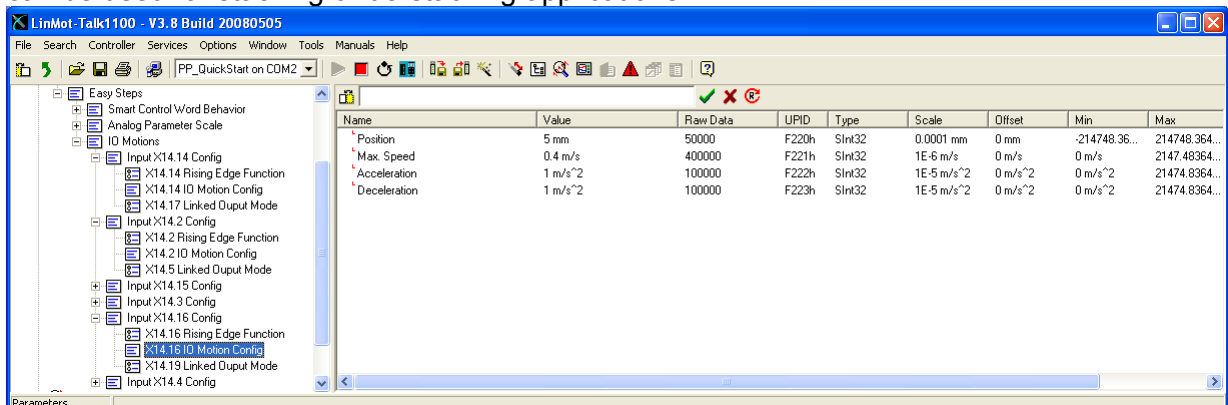 LinMot-Talk1100 - V3.8 Build 20080505
File Search Controller Services Options Window Tools Manuals Help
PP_QuickStart on COM2
Easy Steps
Smart Control Word Behavior
Analog Parameter Scale
IO Motions
Input X14.14 Config
X14.14 Rising Edge Function
X14.14 IO Motion Config
X14.17 Linked Ouput Mode
Input X14.2 Config
X14.2 Rising Edge Function
X14.2 IO Motion Config
X14.5 Linked Ouput Mode
Input X14.15 Config
Input X14.3 Config
Input X14.16 Config
X14.16 Rising Edge Function
X14.16 IO Motion Config
X14.19 Linked Ouput Mode
Input X14.4 Config
Name Value Raw Data UPID Type Scale Offset Min Max
Position 5 mm 50000 F220h SInt32 0.0001 mm 0 mm -214748.36... 214748.364...
Max. Speed 0.4 m/s 400000 F221h SInt32 1E-6 m/s 0 m/s 0 m/s 2147.48364...
Acceleration 1 m/s^2 100000 F222h SInt32 1E-5 m/s^2 0 m/s^2 0 m/s^2 21474.8364...
Deceleration 1 m/s^2 100000 F223h SInt32 1E-5 m/s^2 0 m/s^2 0 m/s^2 21474.8364...
Parameters